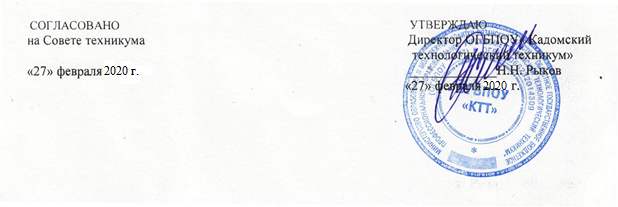 СОГЛАСОВАНО
на Совете техникума
«27» февраля 2020 г.
УТВЕРЖДАЮ
Директор ОГБПОУ «Кадомский
технологический техникум»
Н.Н. Рыков
«27» февраля 2020 г.
«КТТ»